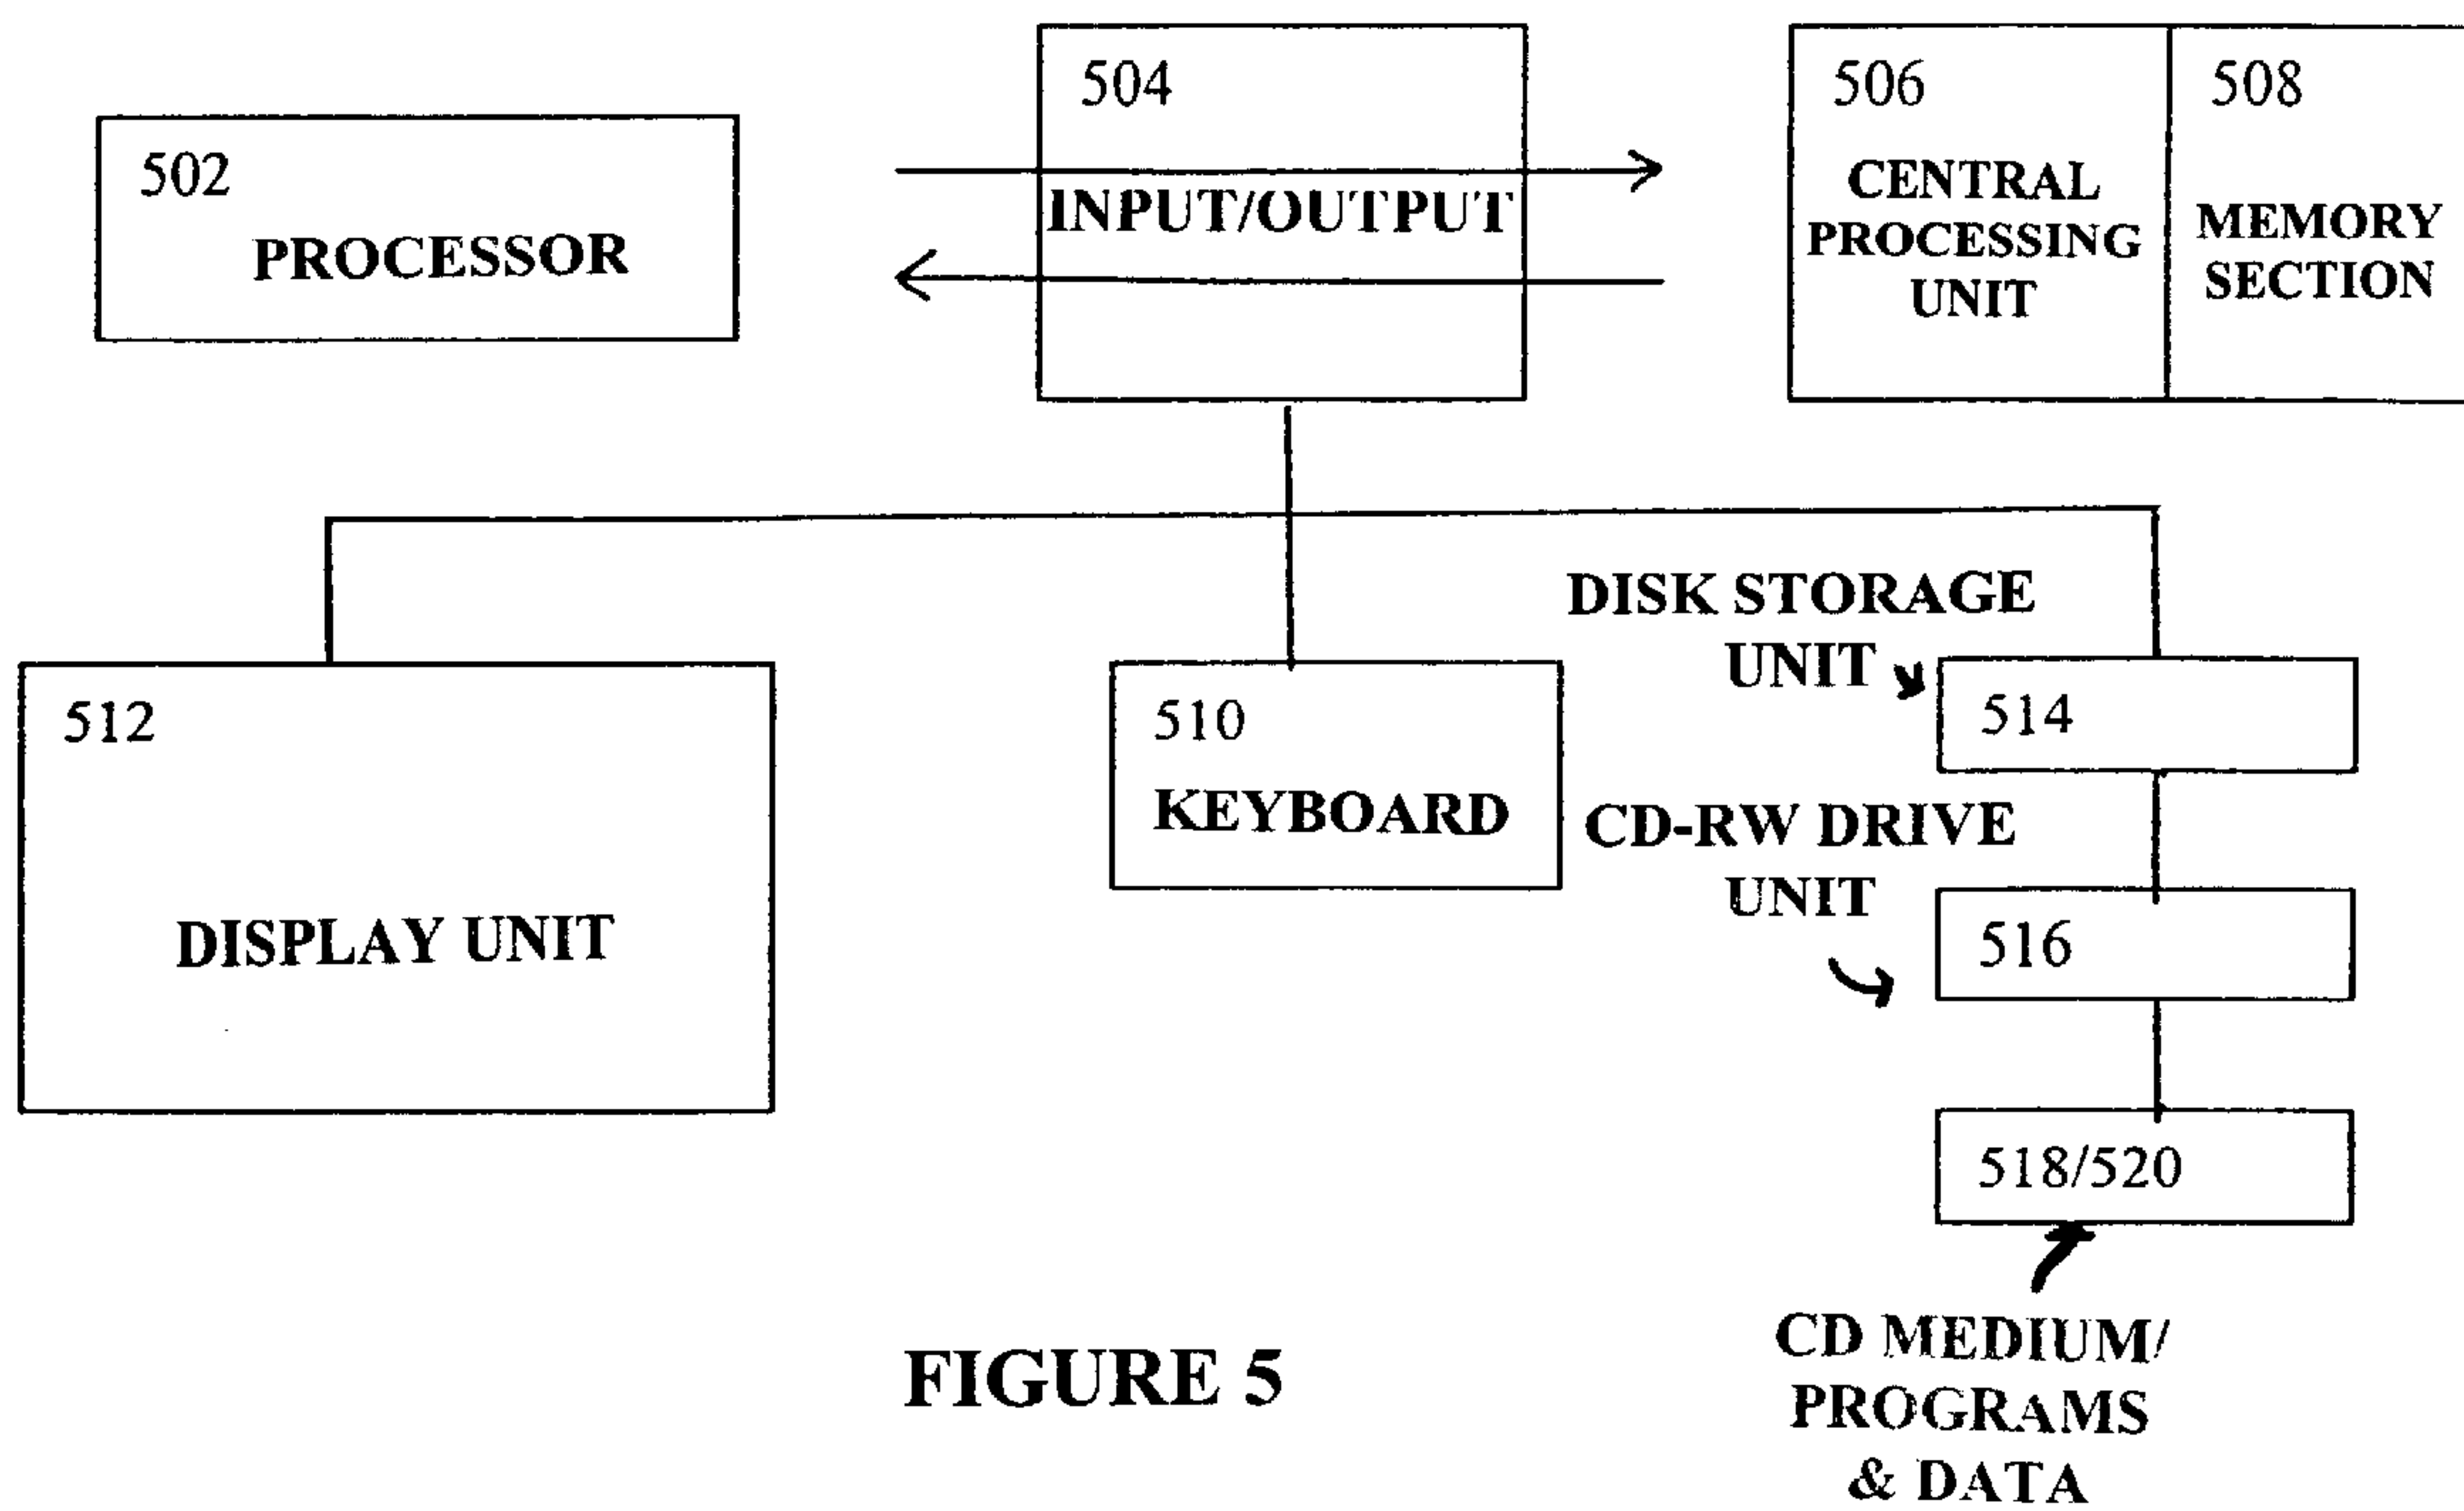 502
PROCESSOR
504
INPUT/OUTPUT
506
CENTRAL
PROCESSING
UNIT
508
MEMORY
SECTION
512
DISPLAY UNIT
510
KEYBOARD
DISK STORAGE
UNIT
514
CD-RW DRIVE
UNIT
516
518/520
CD MEDIUM/
PROGRAMS
& DATA
FIGURE 5